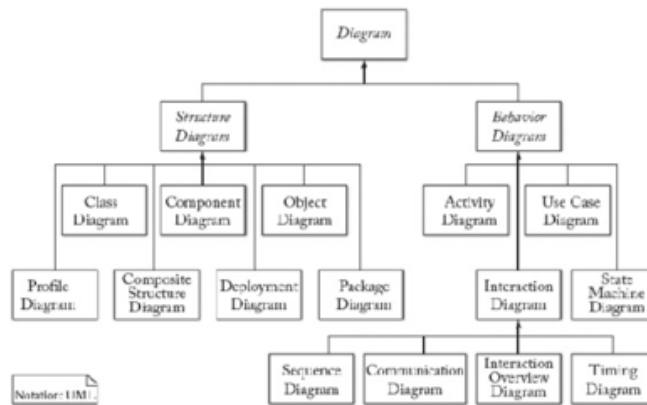 Diagram
Structure
Diagram
Behavior
Diagram
Class
Diagram
Component
Diagram
Object
Diagram
Activity
Diagram
Use Case
Diagram
Profile
Diagram
Composite
Structure
Diagram
Deployment
Diagram
Package
Diagram
Interaction
Diagram
State
Machine
Diagram
Sequence
Diagram
Communication
Diagram
Interaction
Overview
Diagram
Timing
Diagram
Notation: UML